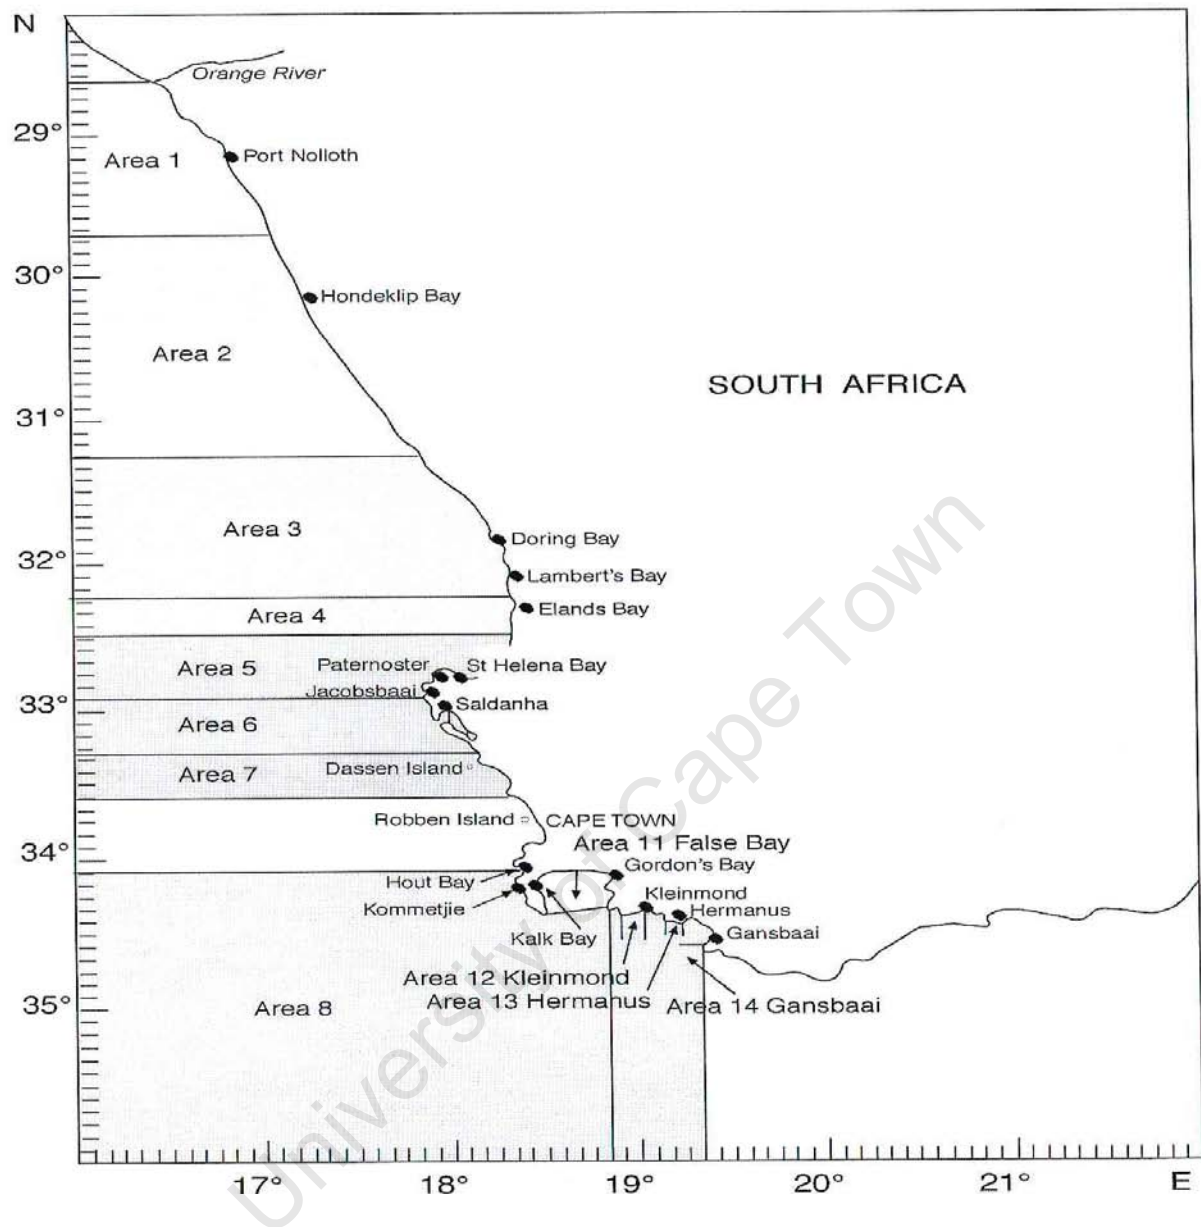 N
Orange River
29°
Area 1
Port Nolloth
30°
Hondeklip Bay
Area 2
SOUTH AFRICA
31°
Area 3
Doring Bay
32°
Lambert's Bay
Area 4
Elands Bay
Area 5
Paternoster
St Helena Bay
Jacobsbaai
33°
Saldanha
Area 6
Area 7
Dassen Island
Robben Island
CAPE TOWN
34°
Area 11 False Bay
Hout Bay
Gordon's Bay
Kommetjie
Kleinmond
Hermanus
Kalk Bay
Gansbaai
Area 12 Kleinmond
Area 13 Hermanus
Area 14 Gansbaai
35°
Area 8
17°
18°
19°
20°
21°
E
University of Cape Town